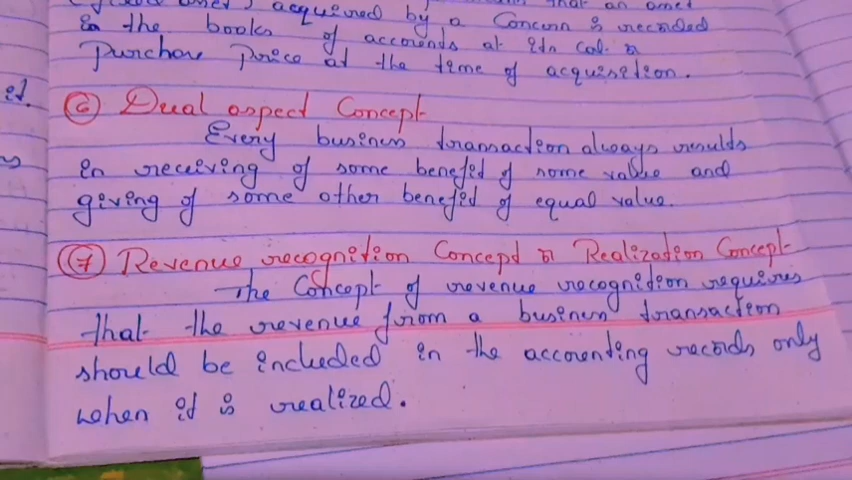 acquired by a Concern is recorded
in the books of accounts at its cost or
Purchase Price at the time of acquisition.
⑥ Dual aspect Concept
Every business transaction always results
in receiving of some benefit of some value and
giving of some other benefit of equal value.
⑦ Revenue recognition Concept or Realization Concept
The Concept of revenue recognition requires
that the revenue from a business transaction
should be included in the accounting records only
when it is realized.